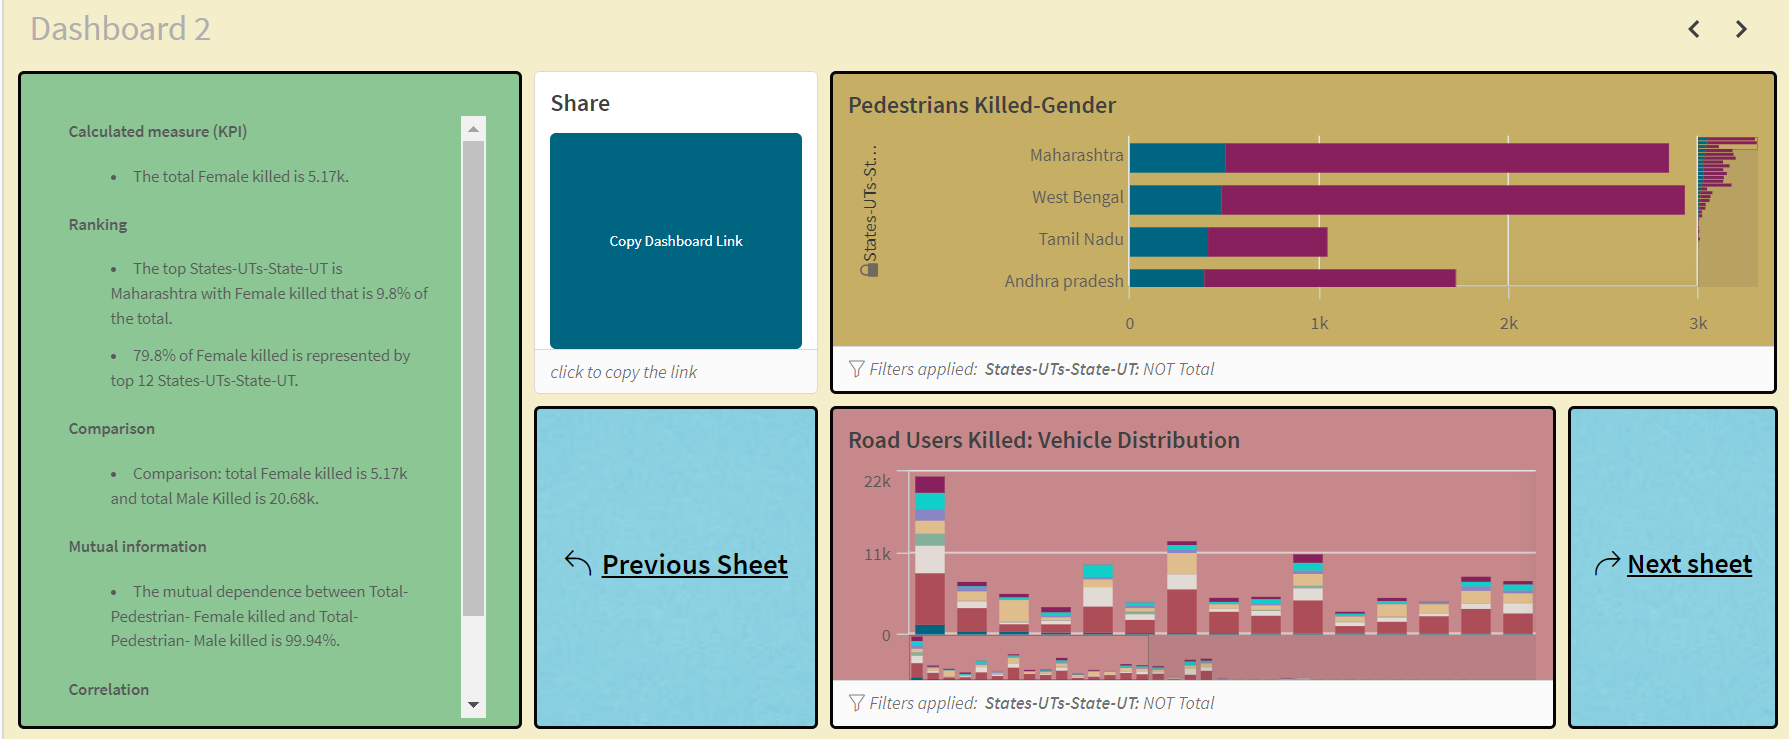 Dashboard 2
Calculated measure (KPI)
• The total Female killed is 5.17k.
Ranking
• The top States-UTs-State-UT is
Maharashtra with Female killed that is 9.8% of
the total.
• 79.8% of Female killed is represented by
top 12 States-UTs-State-UT.
Comparison
• Comparison: total Female killed is 5.17k
and total Male Killed is 20.68k.
Mutual information
• The mutual dependence between Total-
Pedestrian- Female killed and Total-
Pedestrian- Male killed is 99.94%.
Correlation
Share
Copy Dashboard Link
click to copy the link
Previous Sheet
Pedestrians Killed-Gender
States-UTs-St...
Maharashtra
West Bengal
Tamil Nadu
Andhra pradesh
0 1k 2k 3k
Filters applied: States-UTs-State-UT: NOT Total
Road Users Killed: Vehicle Distribution
22k
11k
0
Filters applied: States-UTs-State-UT: NOT Total
Next sheet